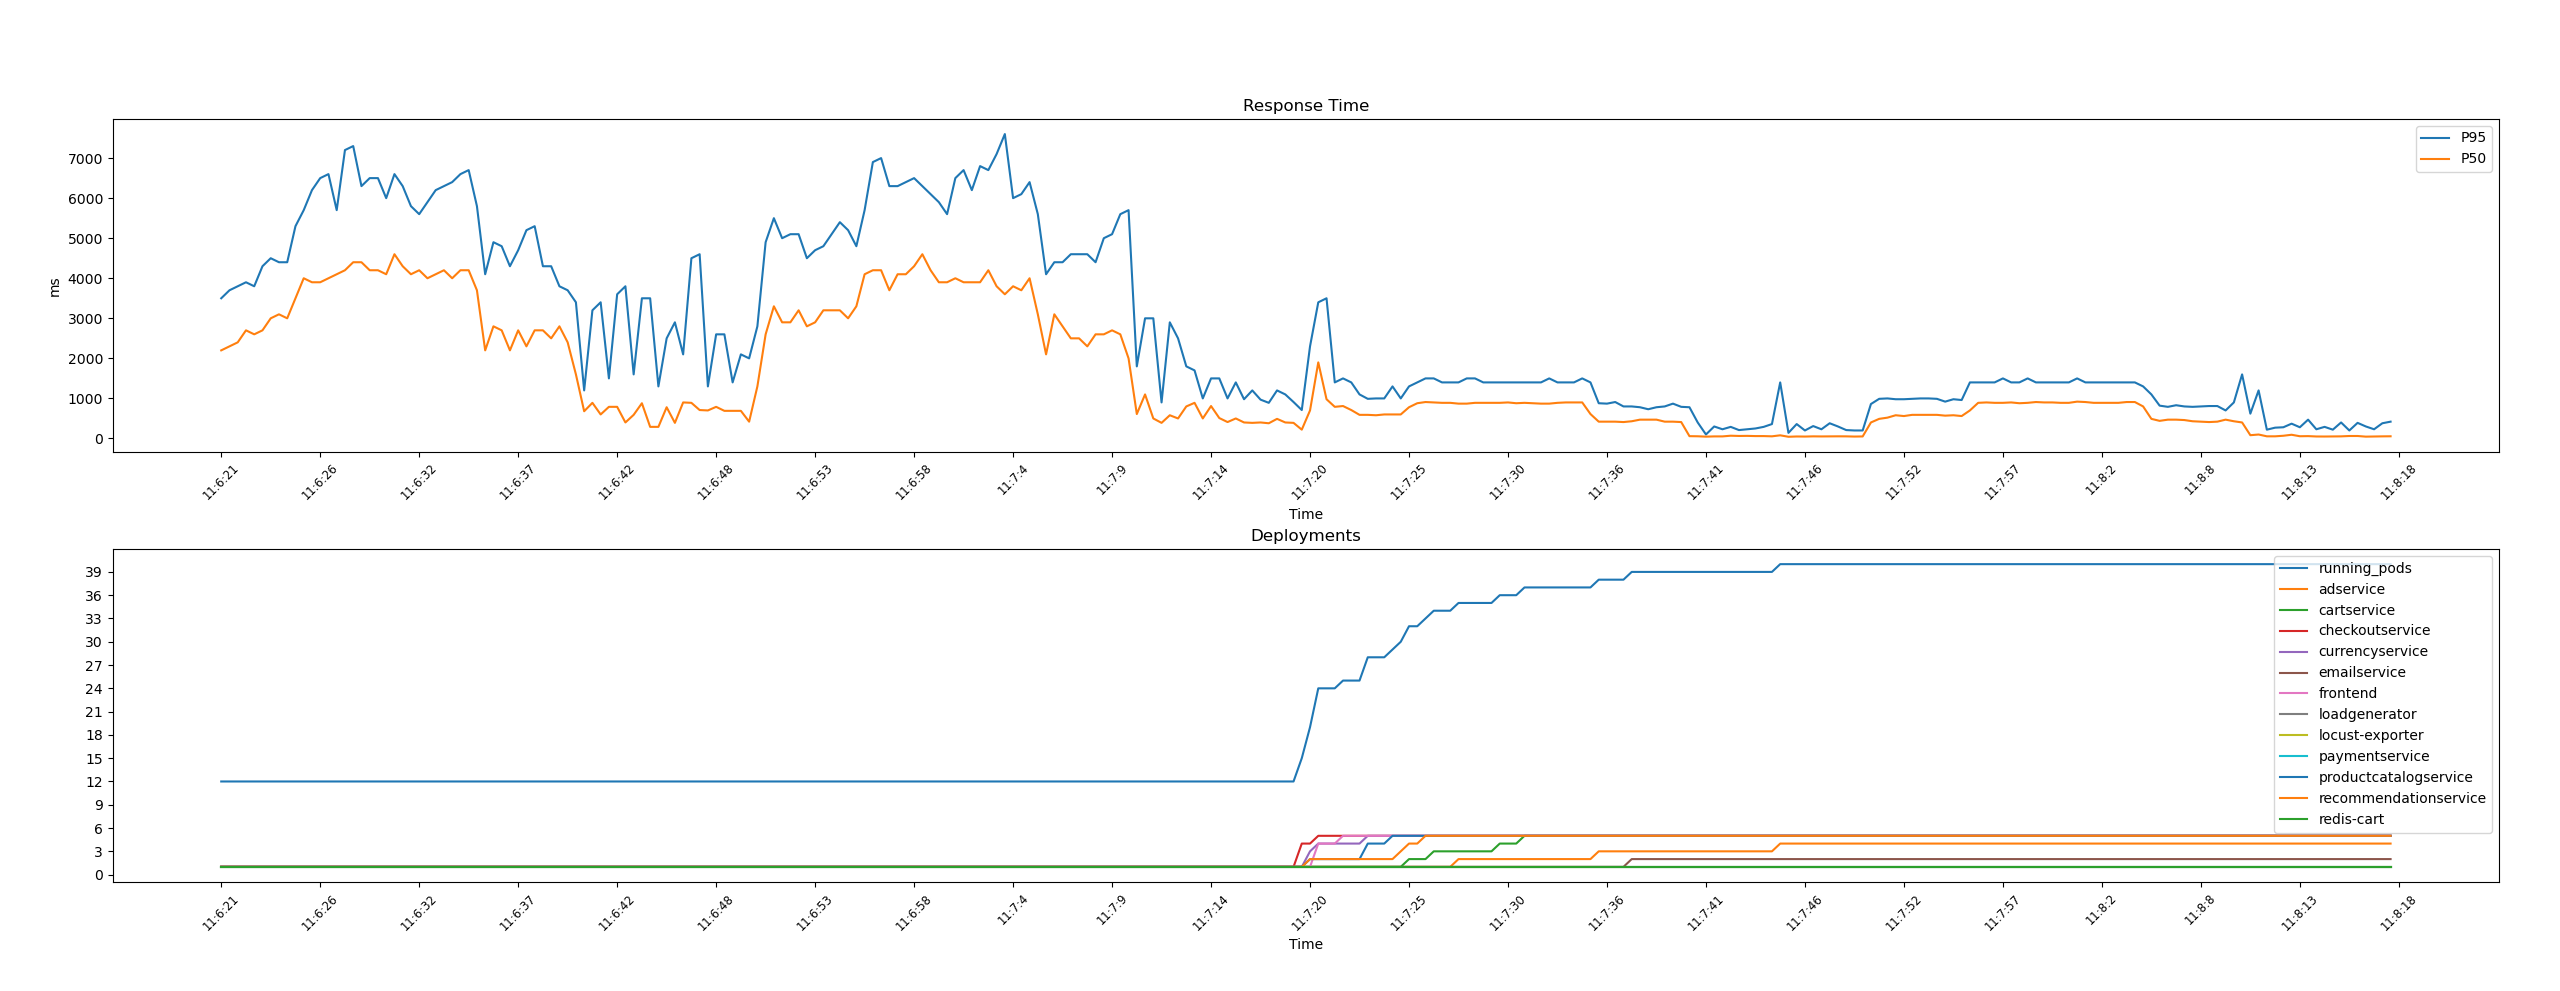 Response Time
P95
P50
7000
6000
5000
4000
3000
2000
1000
0
ms
11:6:21 11:6:26 11:6:32 11:6:37 11:6:42 11:6:48 11:6:53 11:6:58 11:7:4 11:7:9 11:7:14 11:7:20 11:7:25 11:7:30 11:7:36 11:7:41 11:7:46 11:7:52 11:7:57 11:8:2 11:8:8 11:8:13 11:8:18
Time
Deployments
39
36
33
30
27
24
21
18
15
12
9
6
3
0
running_pods
adservice
cartservice
checkoutservice
currencyservice
emailservice
frontend
loadgenerator
locust-exporter
paymentservice
productcatalogservice
recommendationservice
redis-cart
11:6:21 11:6:26 11:6:32 11:6:37 11:6:42 11:6:48 11:6:53 11:6:58 11:7:4 11:7:9 11:7:14 11:7:20 11:7:25 11:7:30 11:7:36 11:7:41 11:7:46 11:7:52 11:7:57 11:8:2 11:8:8 11:8:13 11:8:18
Time